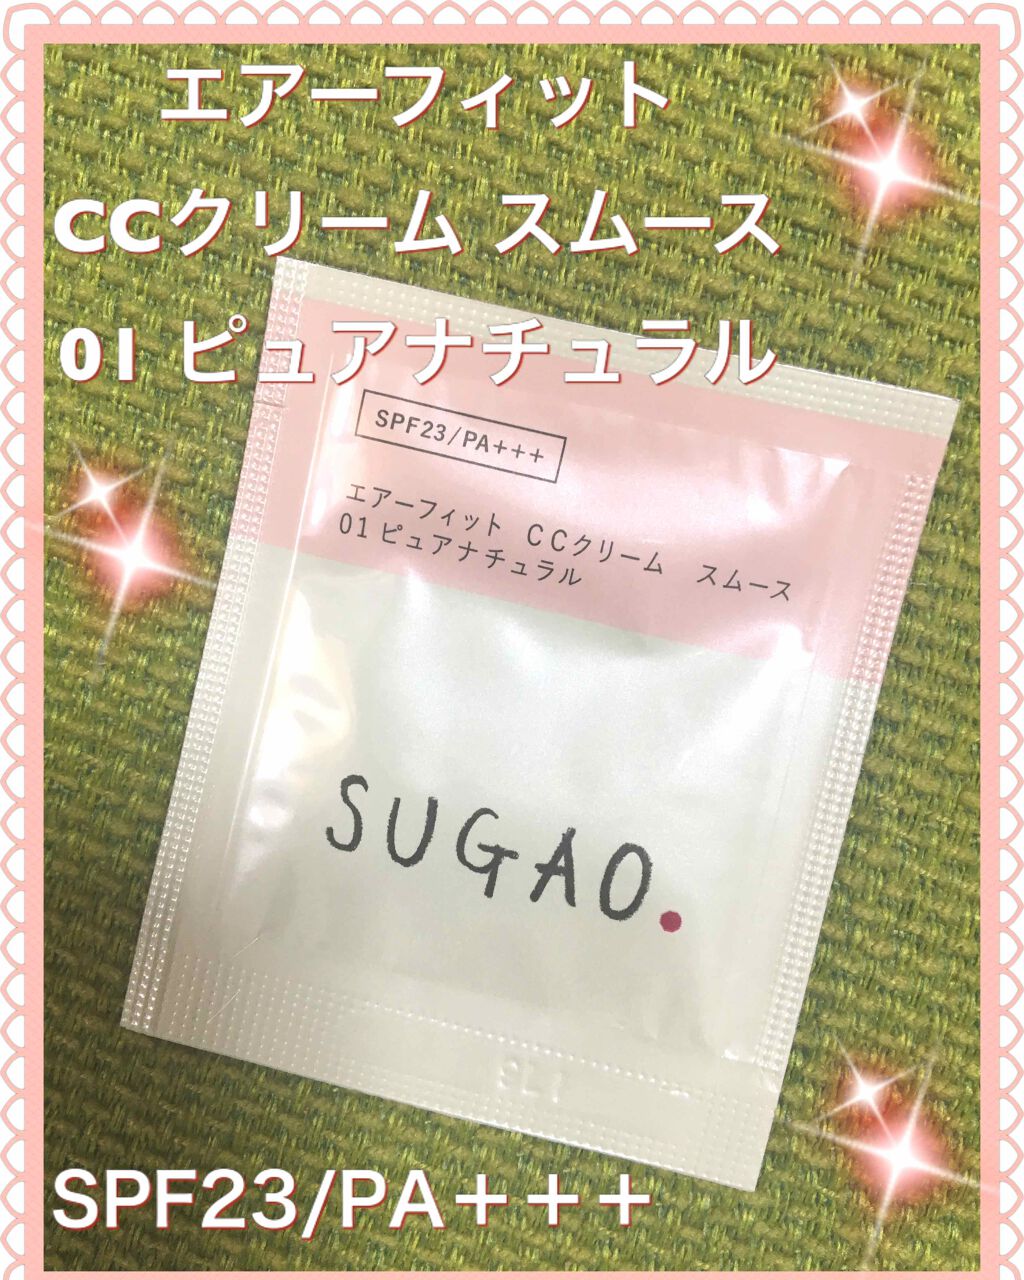 エアーフィット
CCクリーム スムース
01 ピュアナチュラル
SPF23/PA+++
エアーフィット CCクリーム スムース
01 ピュアナチュラル
SUGAO.
SPF23/PA+++